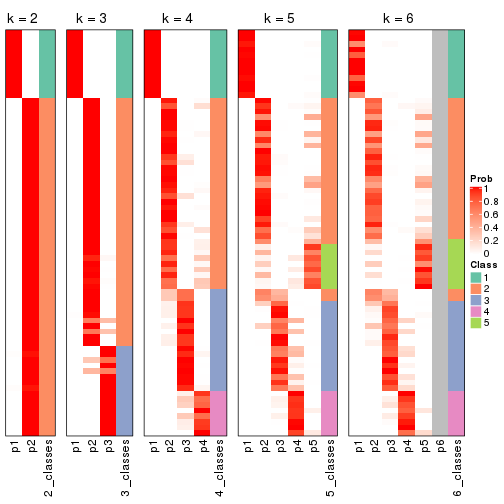 k = 2
k = 3
k = 4
k = 5
k = 6
p1
p2
2_classes
p1
p2
p3
3_classes
p1
p2
p3
p4
4_classes
p1
p2
p3
p4
p5
5_classes
p1
p2
p3
p4
p5
p6
6_classes
Prob
1
0.8
0.6
0.4
0.2
0
Class
1
2
3
4
5